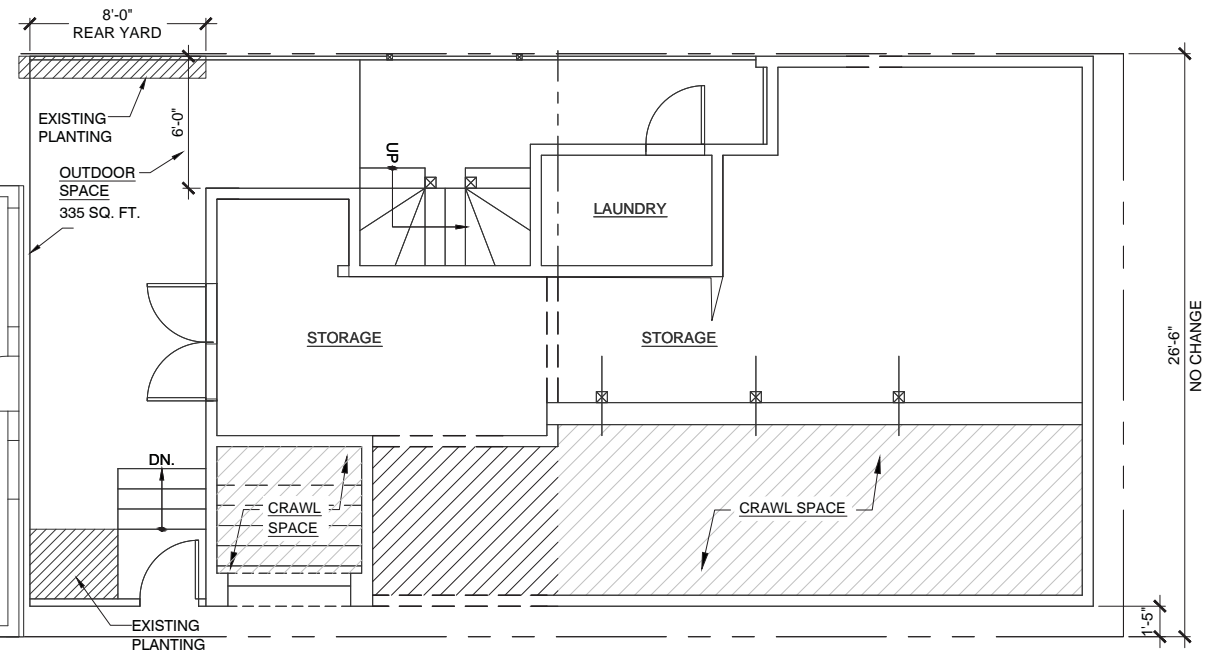 8'-0"
REAR YARD
EXISTING
PLANTING
6'-0"
OUTDOOR
SPACE
335 SQ. FT.
UP
LAUNDRY
STORAGE
STORAGE
26'-6"
NO CHANGE
DN.
CRAWL
SPACE
CRAWL SPACE
EXISTING
PLANTING
1'-5"